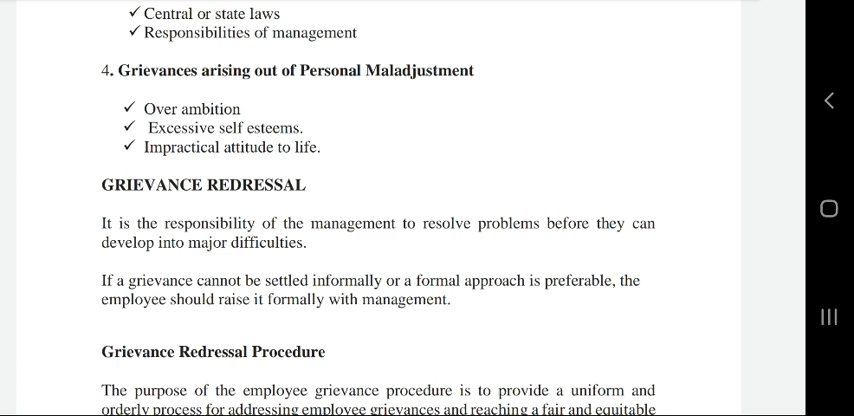 ✓ Central or state laws
✓ Responsibilities of management
4. Grievances arising out of Personal Maladjustment
✓ Over ambition
✓ Excessive self esteems.
✓ Impractical attitude to life.
GRIEVANCE REDRESSAL
It is the responsibility of the management to resolve problems before they can
develop into major difficulties.
If a grievance cannot be settled informally or a formal approach is preferable, the
employee should raise it formally with management.
Grievance Redressal Procedure
The purpose of the employee grievance procedure is to provide a uniform and
orderly process for addressing employee grievances and reaching a fair and equitable